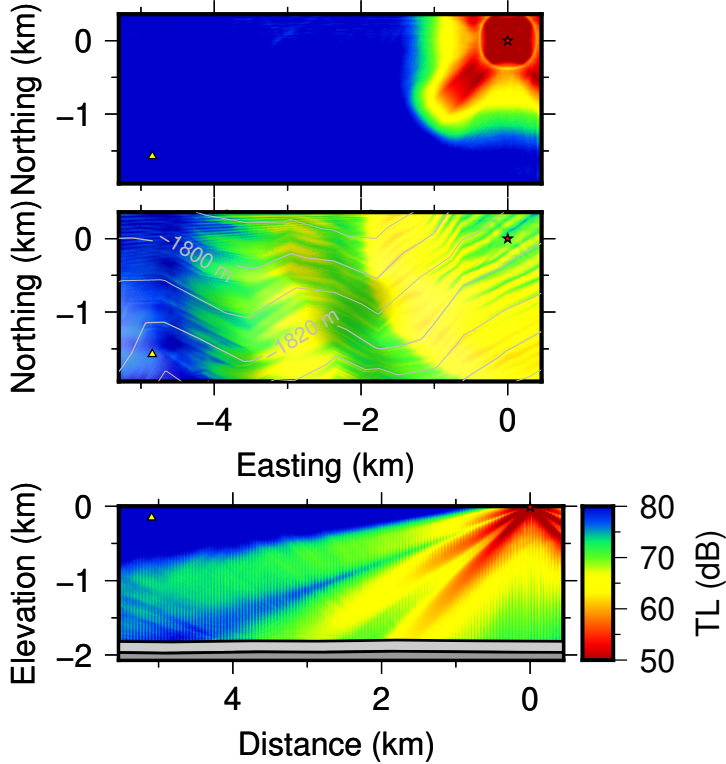 0
−1
Northing (km)
0
−1
Northing (km)
−1800 m
−1820 m
−4
−2
0
Easting (km)
0
−1
−2
Elevation (km)
4
2
0
Distance (km)
80
70
60
50
TL (dB)